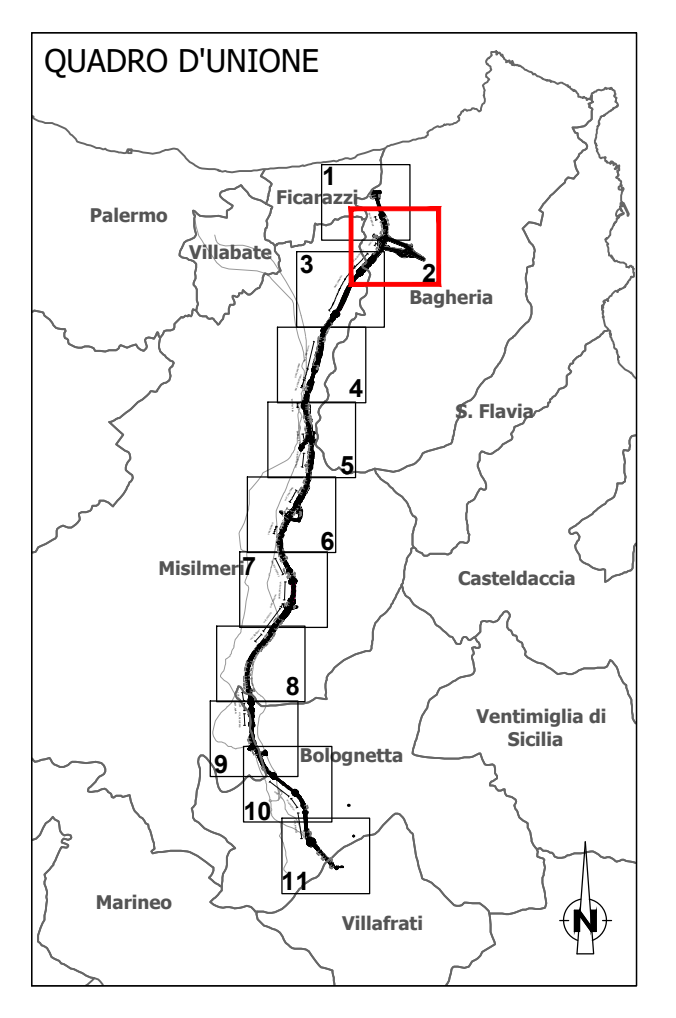 QUADRO D'UNIONE
1
Ficarazzi
Palermo
Villabate
3
2
Bagheria
4
S. Flavia
5
6
Misilmeri
7
Casteldaccia
8
Ventimiglia di
Sicilia
Bolognetta
9
10
11
Marineo
Villafrati
N